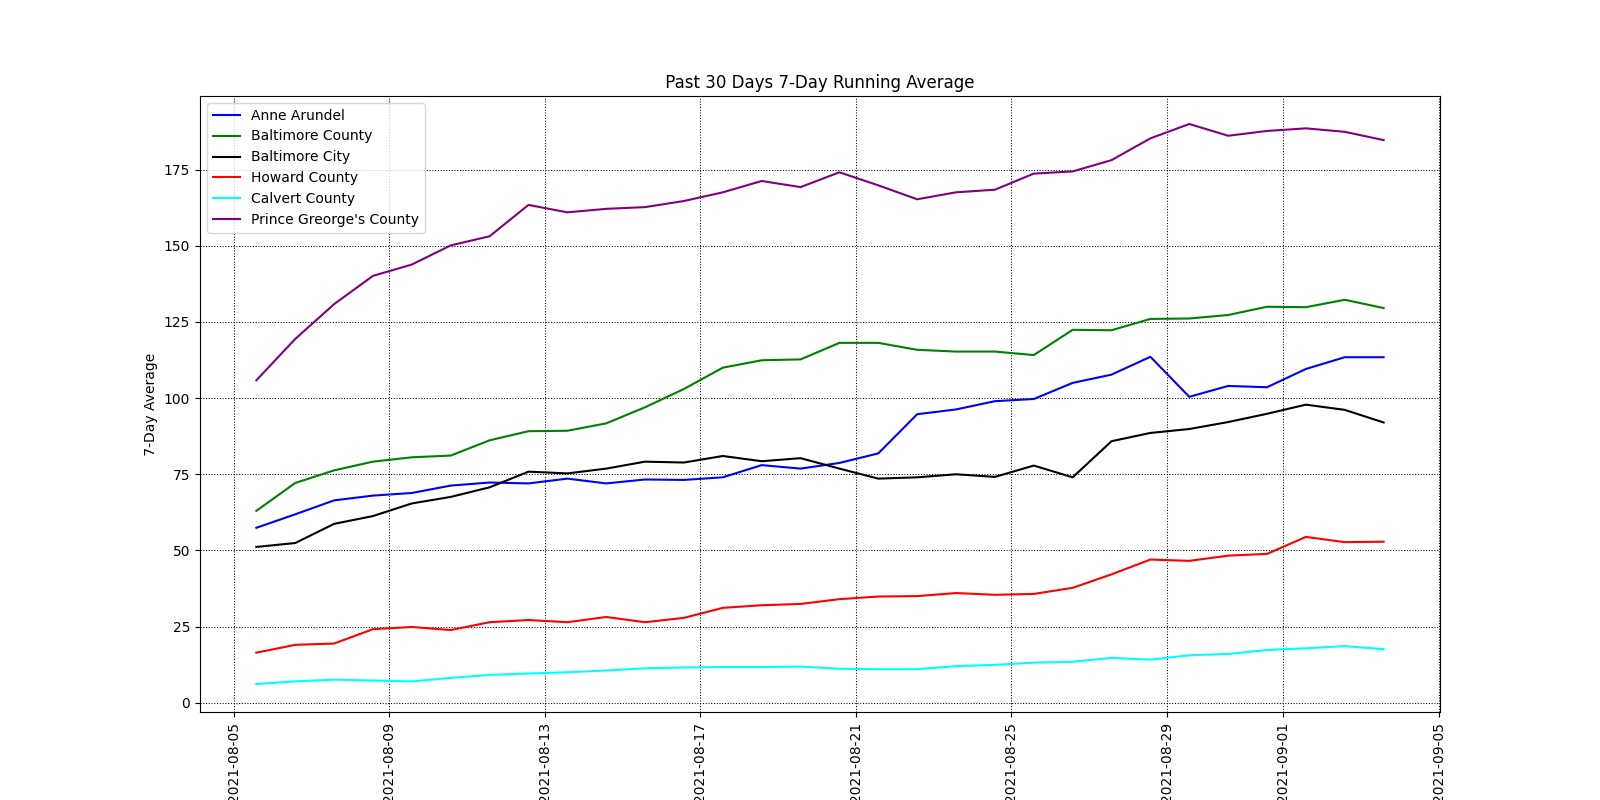 Past 30 Days 7-Day Running Average
Anne Arundel
Baltimore County
Baltimore City
Howard County
Calvert County
Prince Greorge's County
7-Day Average
175
150
125
100
75
50
25
0
2021-08-05
2021-08-09
2021-08-13
2021-08-17
2021-08-21
2021-08-25
2021-08-29
2021-09-01
2021-09-05